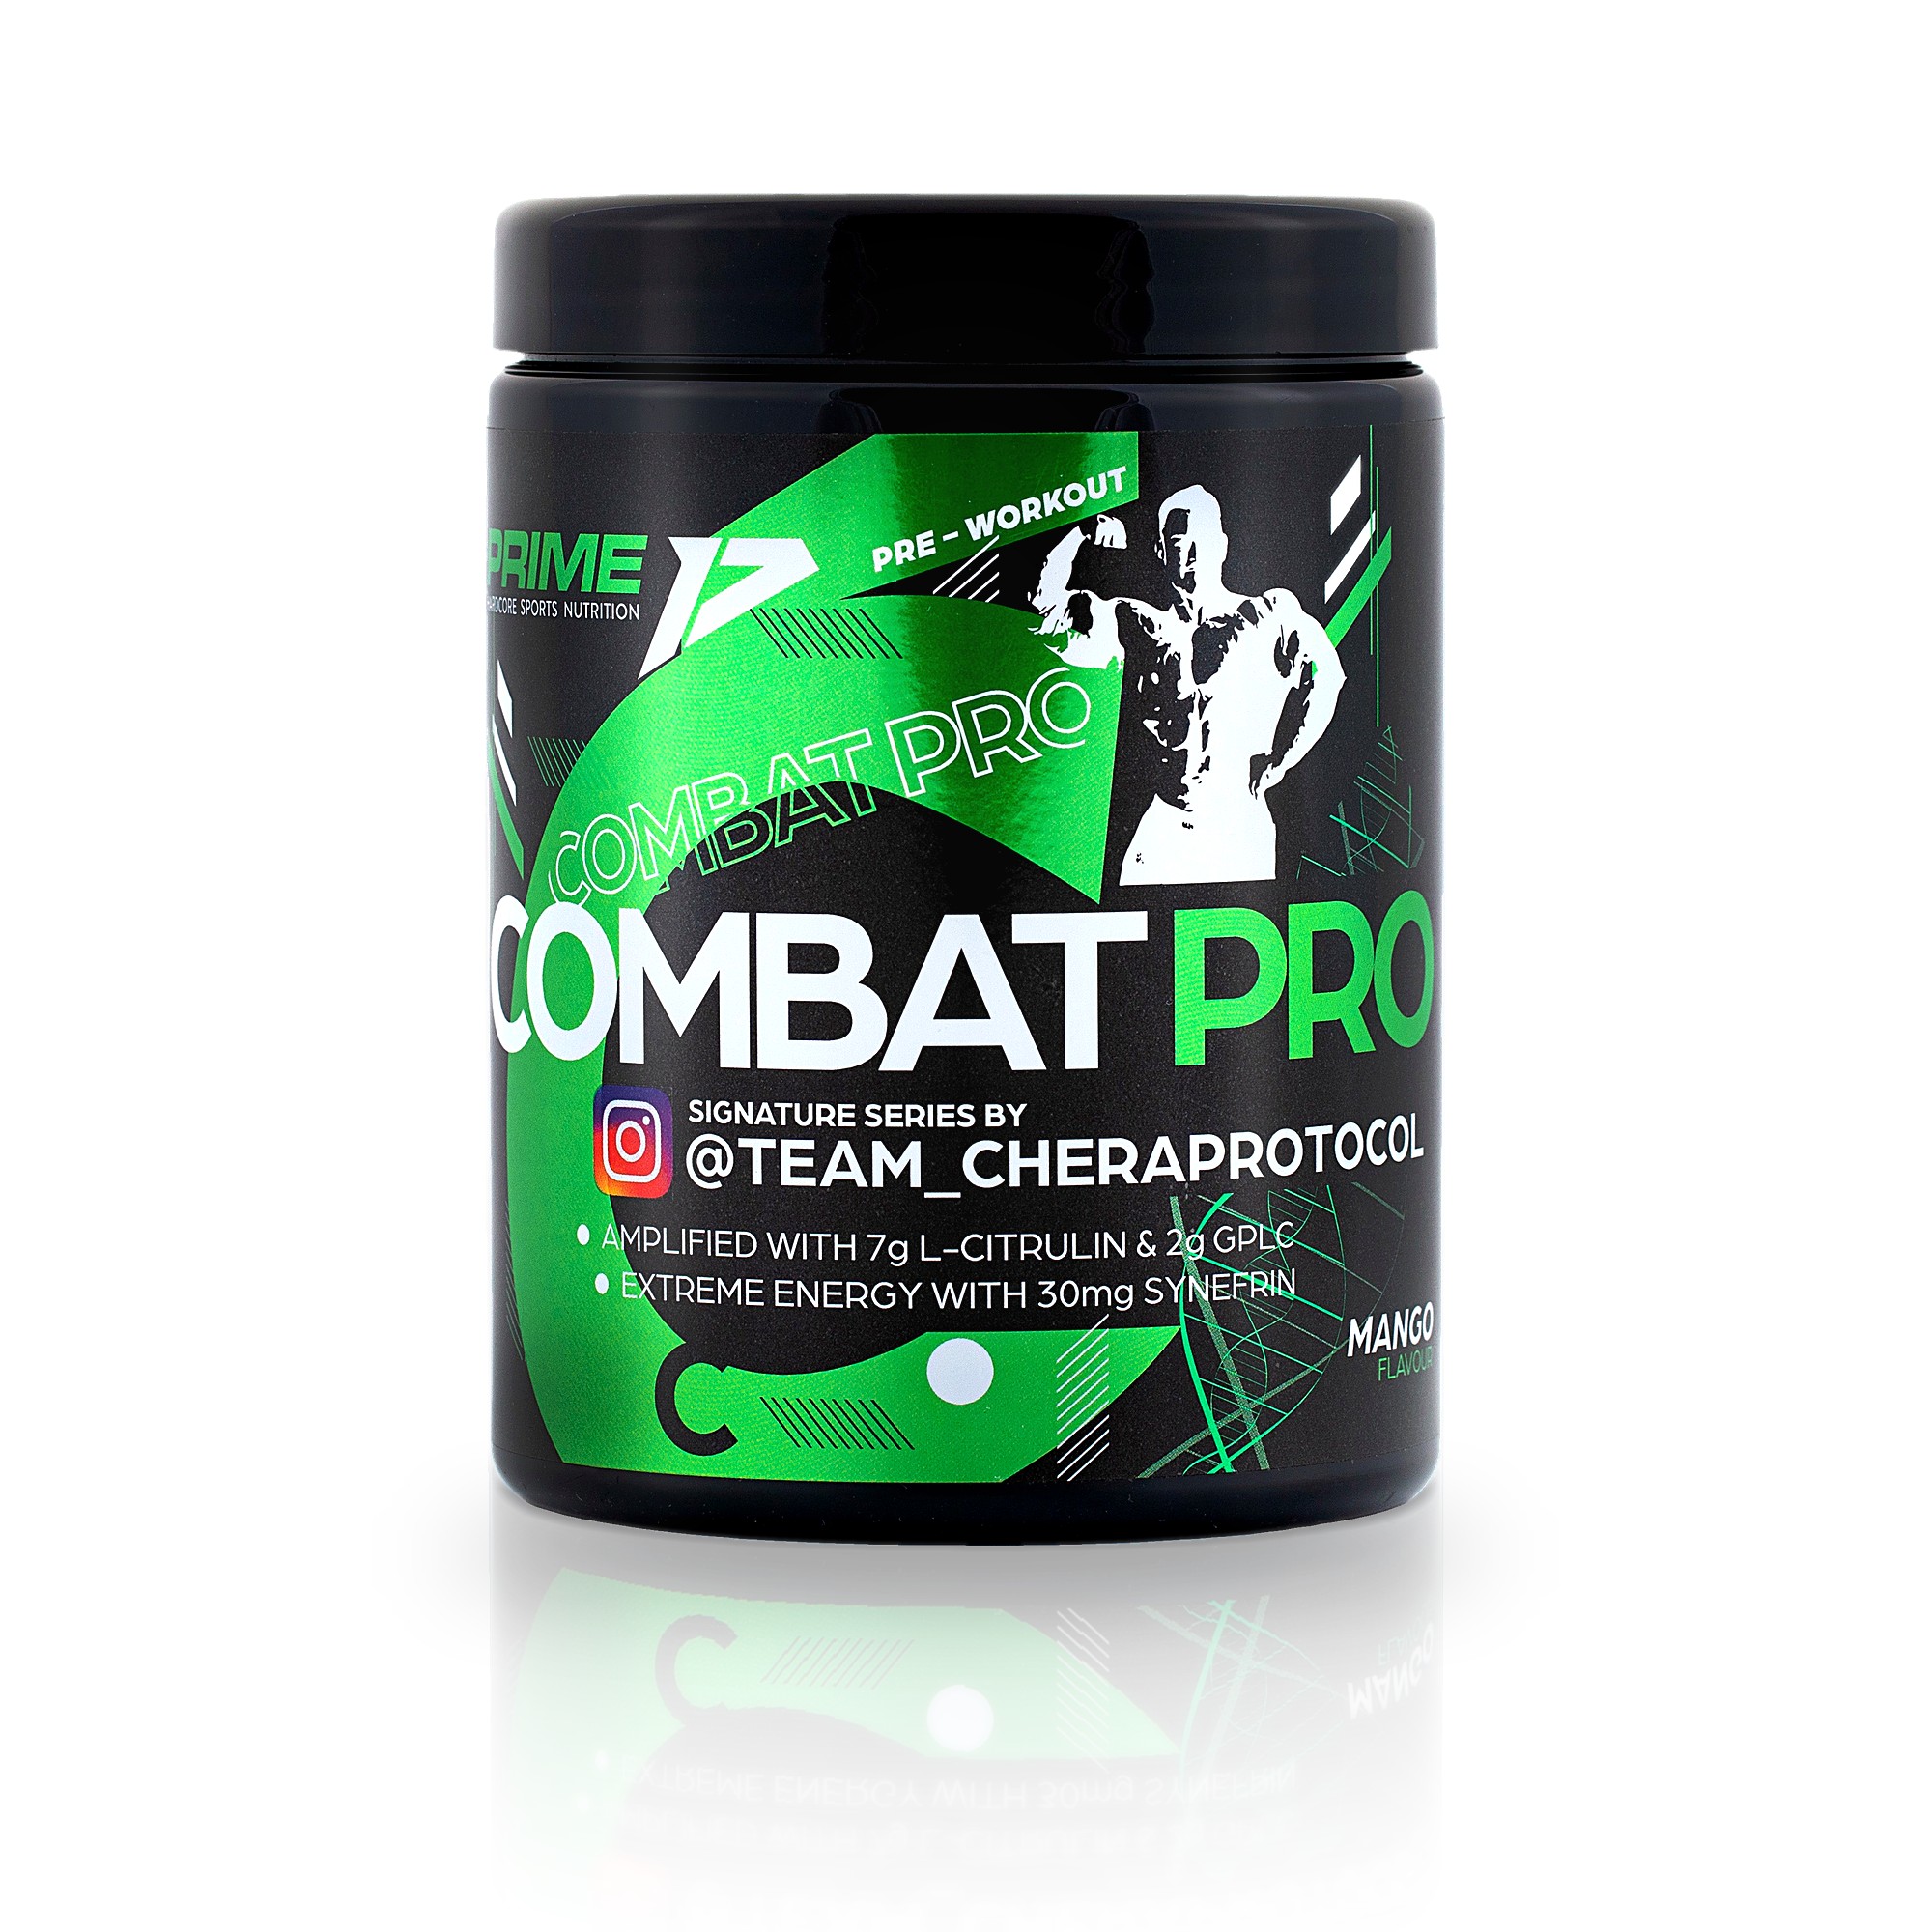 PRE – WORKOUT
PRIME
HARDCORE SPORTS NUTRITION
COMBAT PRO
COMBAT PRO
SIGNATURE SERIES BY
@TEAM_CHERAPROTOCOL
AMPLIFIED WITH 7g L-CITRULIN & 2g GPLC
EXTREME ENERGY WITH 30mg SYNEFRIN
MANGO
FLAVOUR
C